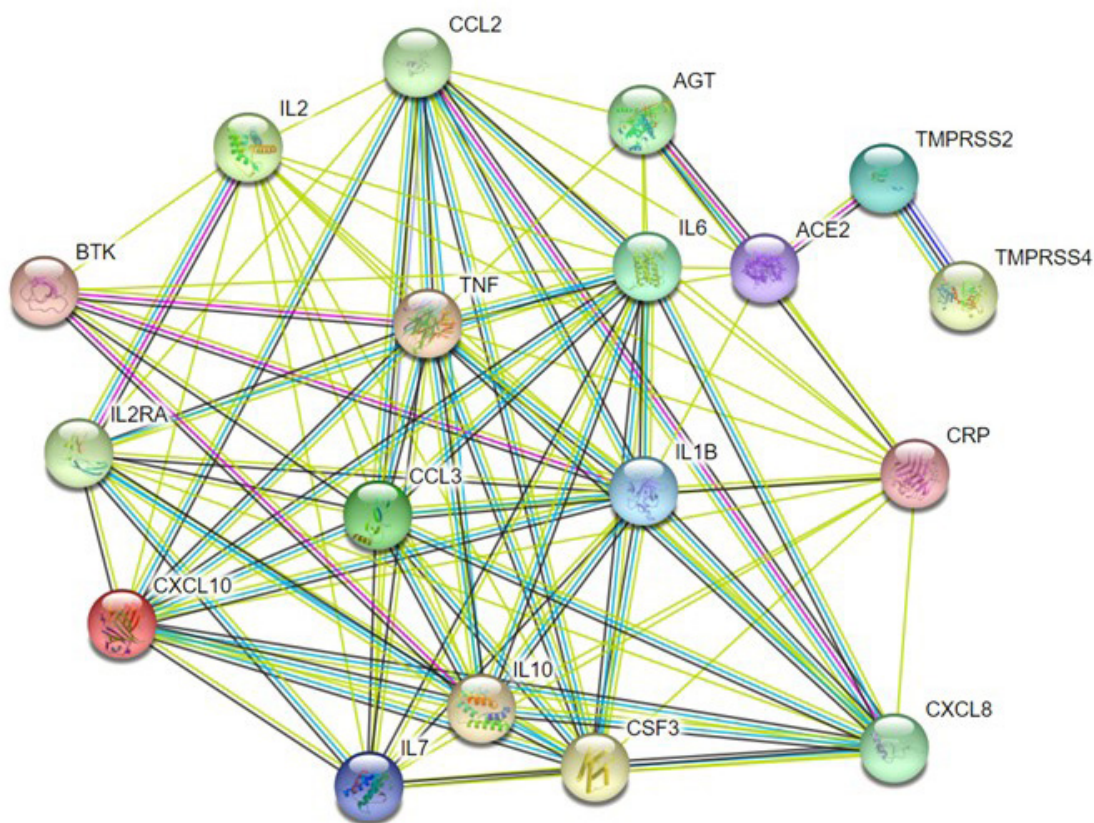 CCL2
AGT
IL2
TMPRSS2
IL6
ACE2
BTK
TMPRSS4
TNF
IL2RA
CRP
IL1B
CCL3
CXCL10
IL10
CXCL8
CSF3
IL7